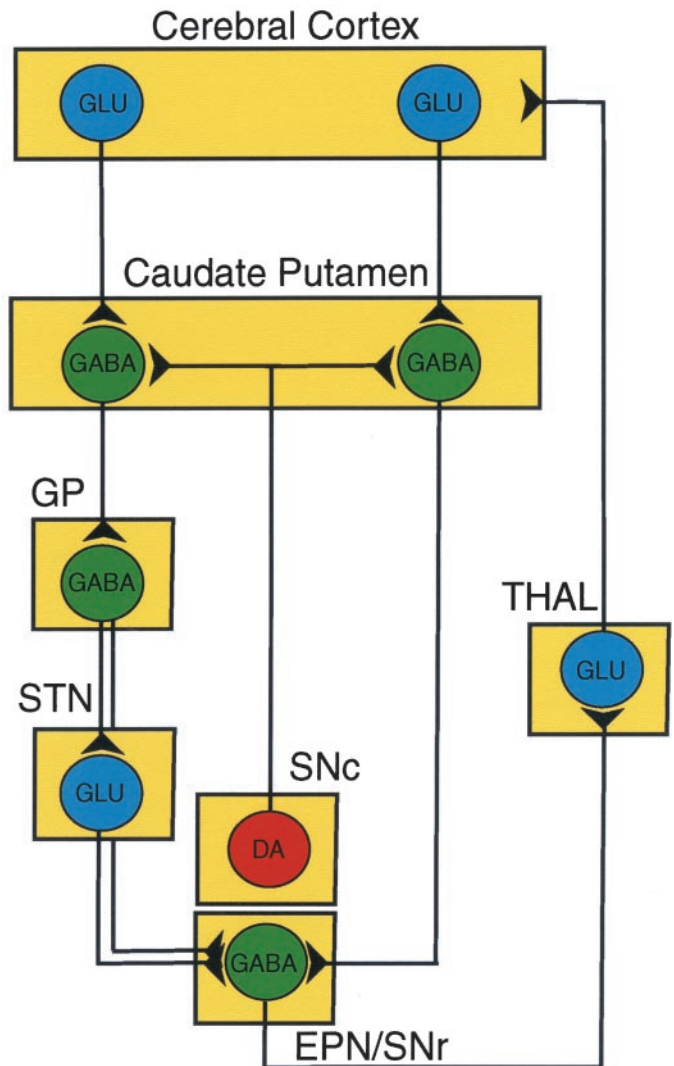 Cerebral Cortex
GLU GLU
Caudate Putamen
GABA GABA
GP
GABA
THAL
GLU
STN
GLU
SNc
DA
GABA
EPN/SNr